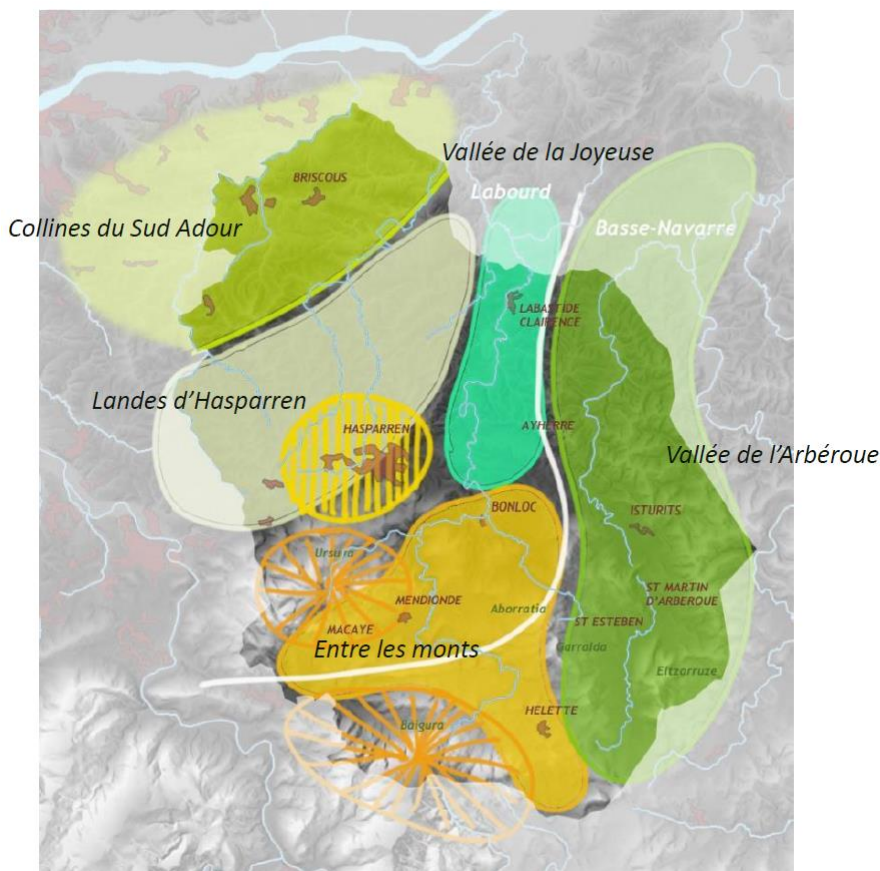 Vallée de la Joyeuse
BRISCOUS
Labourd
Collines du Sud Adour
Basse-Navarre
LABASTIDE
CLAIRENCE
Landes d’Hasparren
HASPARREN
AYHERRE
Vallée de l’Arbéroue
BONLOC
ISTURITS
Ursuya
MENDIONDE
Aborratia
ST MARTIN
D'ARBEROUE
MACAYE
ST ESTEBEN
Entre les monts
Garralda
Eltzarruze
HELETTE
Baigura